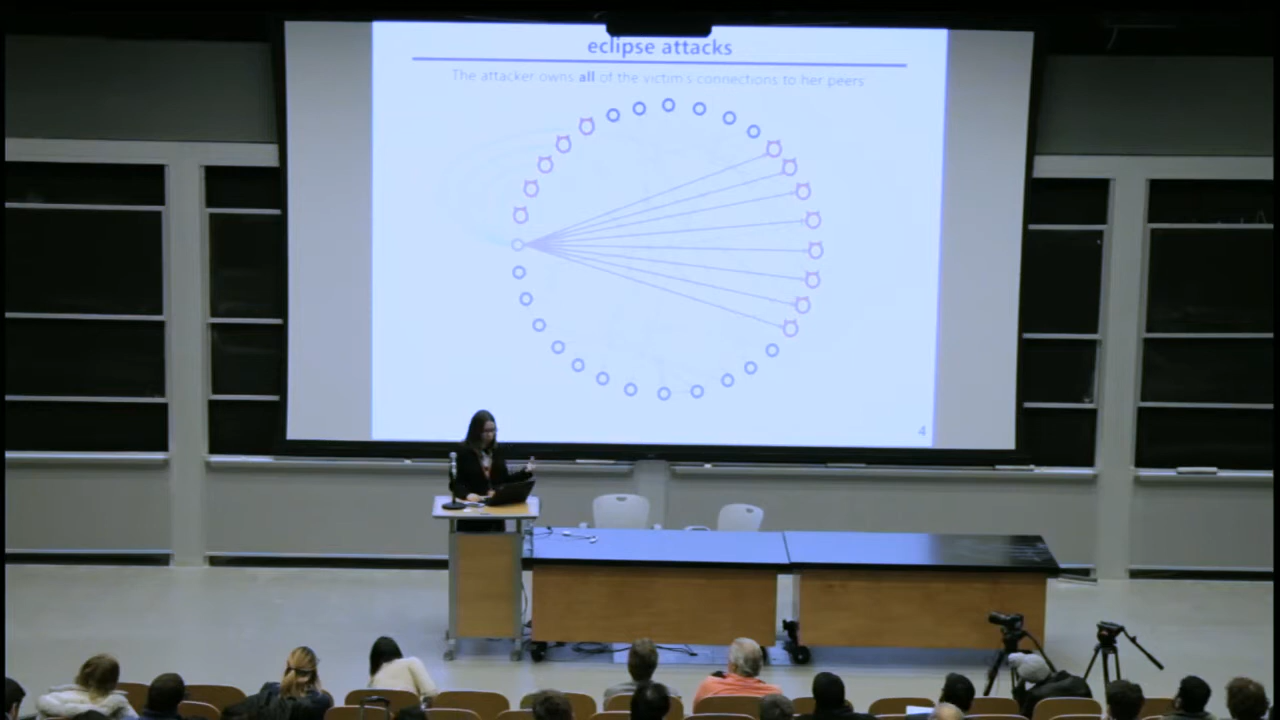 eclipse attacks
The attacker owns all of the victim's connections to her peers
4